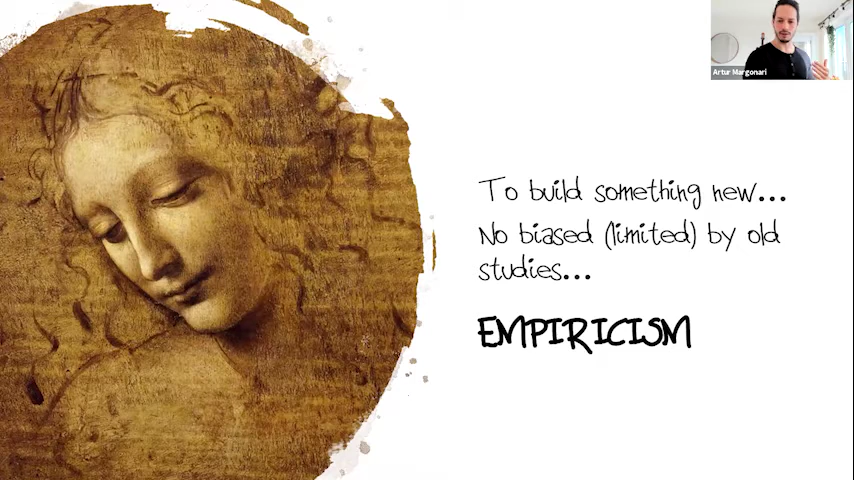 Artur Margonari
To build something new...
No biased (limited) by old
studies...
EMPIRICISM